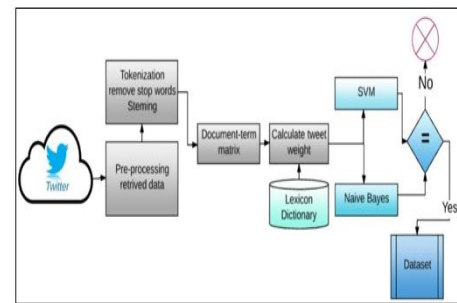 Twitter
Pre-processing
retrived data
Tokenization
remove stop words
Steming
Document-term
matrix
Calculate tweet
weight
Lexicon
Dictionary
SVM
Naive Bayes
=
No
Yes
Dataset